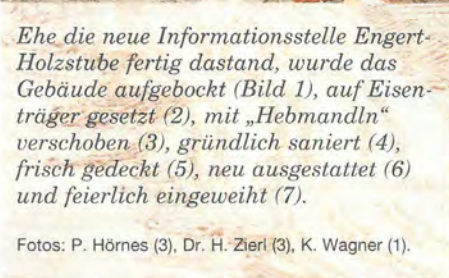 Ehe die neue Informationsstelle Engert-
Holzstube fertig dastand, wurde das
Gebäude aufgebockt (Bild 1), auf Eisen-
träger gesetzt (2), mit „Hebmandln“
verschoben (3), gründlich saniert (4),
frisch gedeckt (5), neu ausgestattet (6)
und feierlich eingeweiht (7).
Fotos: P. Hörnes (3), Dr. H. Zierl (3), K. Wagner (1).